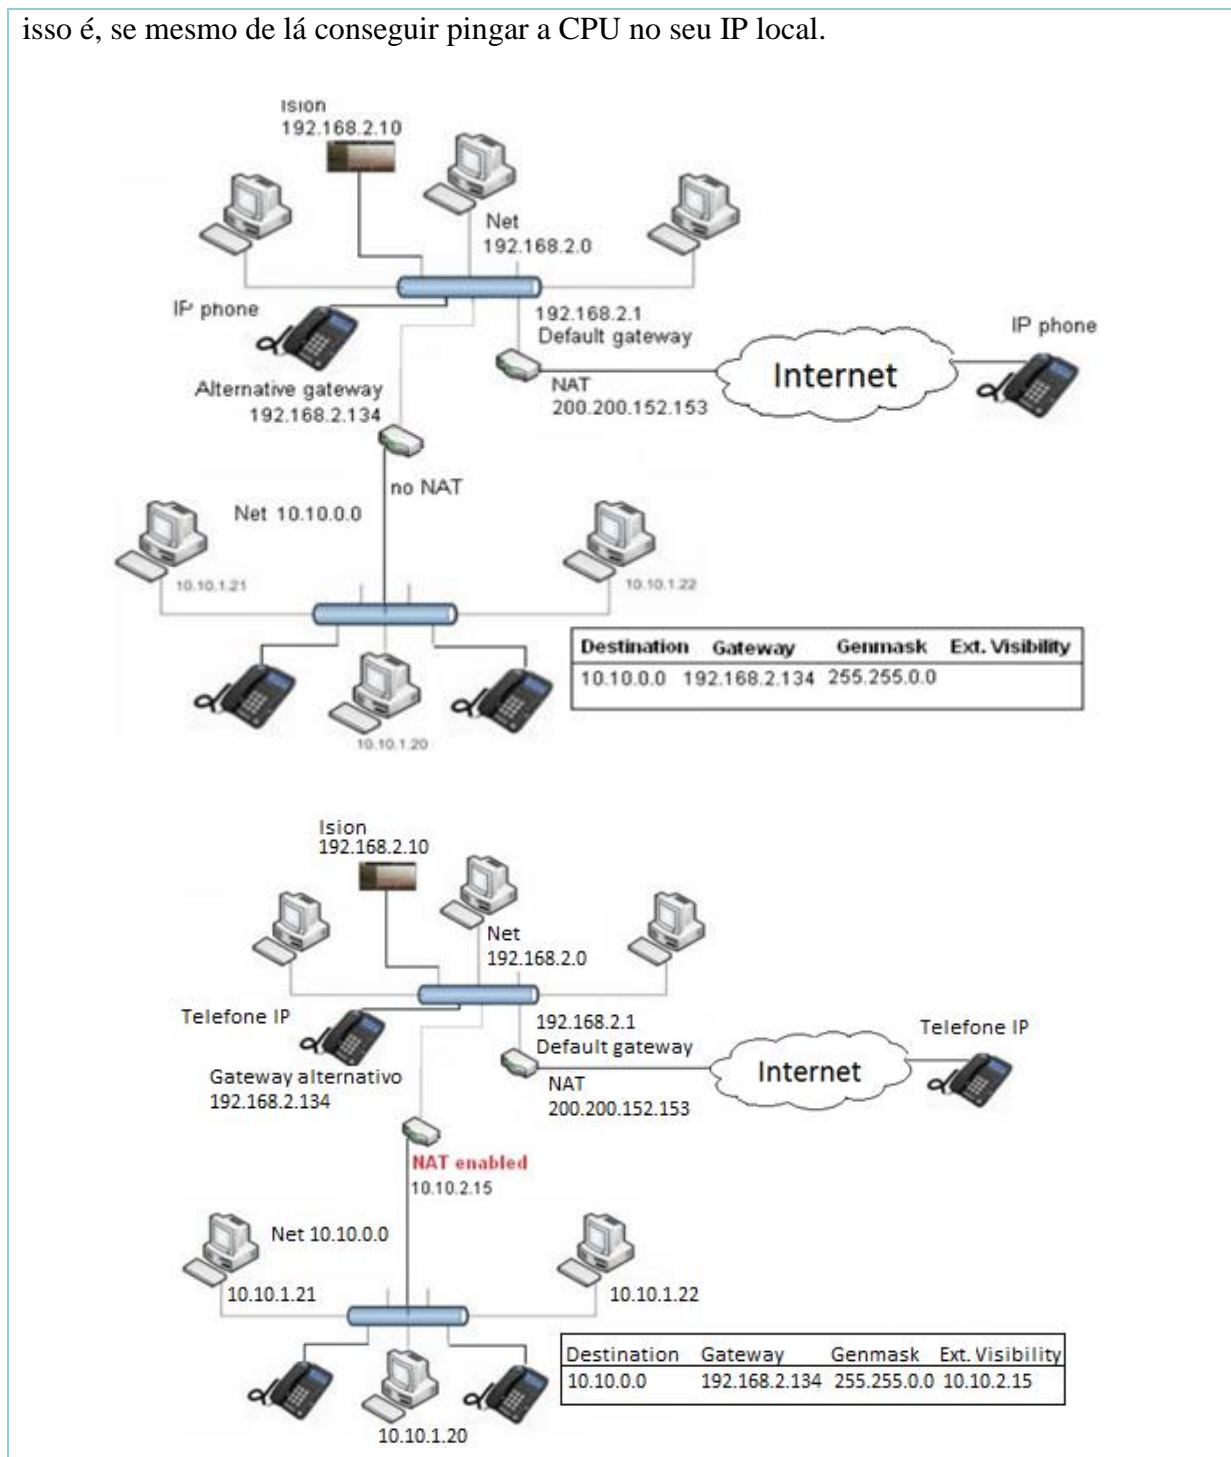 isso é, se mesmo de lá conseguir pingar a CPU no seu IP local.
Ision
192.168.2.10
Net
192.168.2.0
IP phone
192.168.2.1
Default gateway
IP phone
Internet
Alternative gateway
192.168.2.134
NAT
200.200.152.153
no NAT
Net 10.10.0.0
10.10.1.21
10.10.1.22
10.10.1.20
Destination Gateway Genmask Ext. Visibility
10.10.0.0 192.168.2.134 255.255.0.0
Ision
192.168.2.10
Net
192.168.2.0
Telefone IP
192.168.2.1
Default gateway
Telefone IP
Internet
Gateway alternativo
192.168.2.134
NAT
200.200.152.153
NAT enabled
10.10.2.15
Net 10.10.0.0
10.10.1.21
10.10.1.22
10.10.1.20
Destination Gateway Genmask Ext. Visibility
10.10.0.0 192.168.2.134 255.255.0.0 10.10.2.15